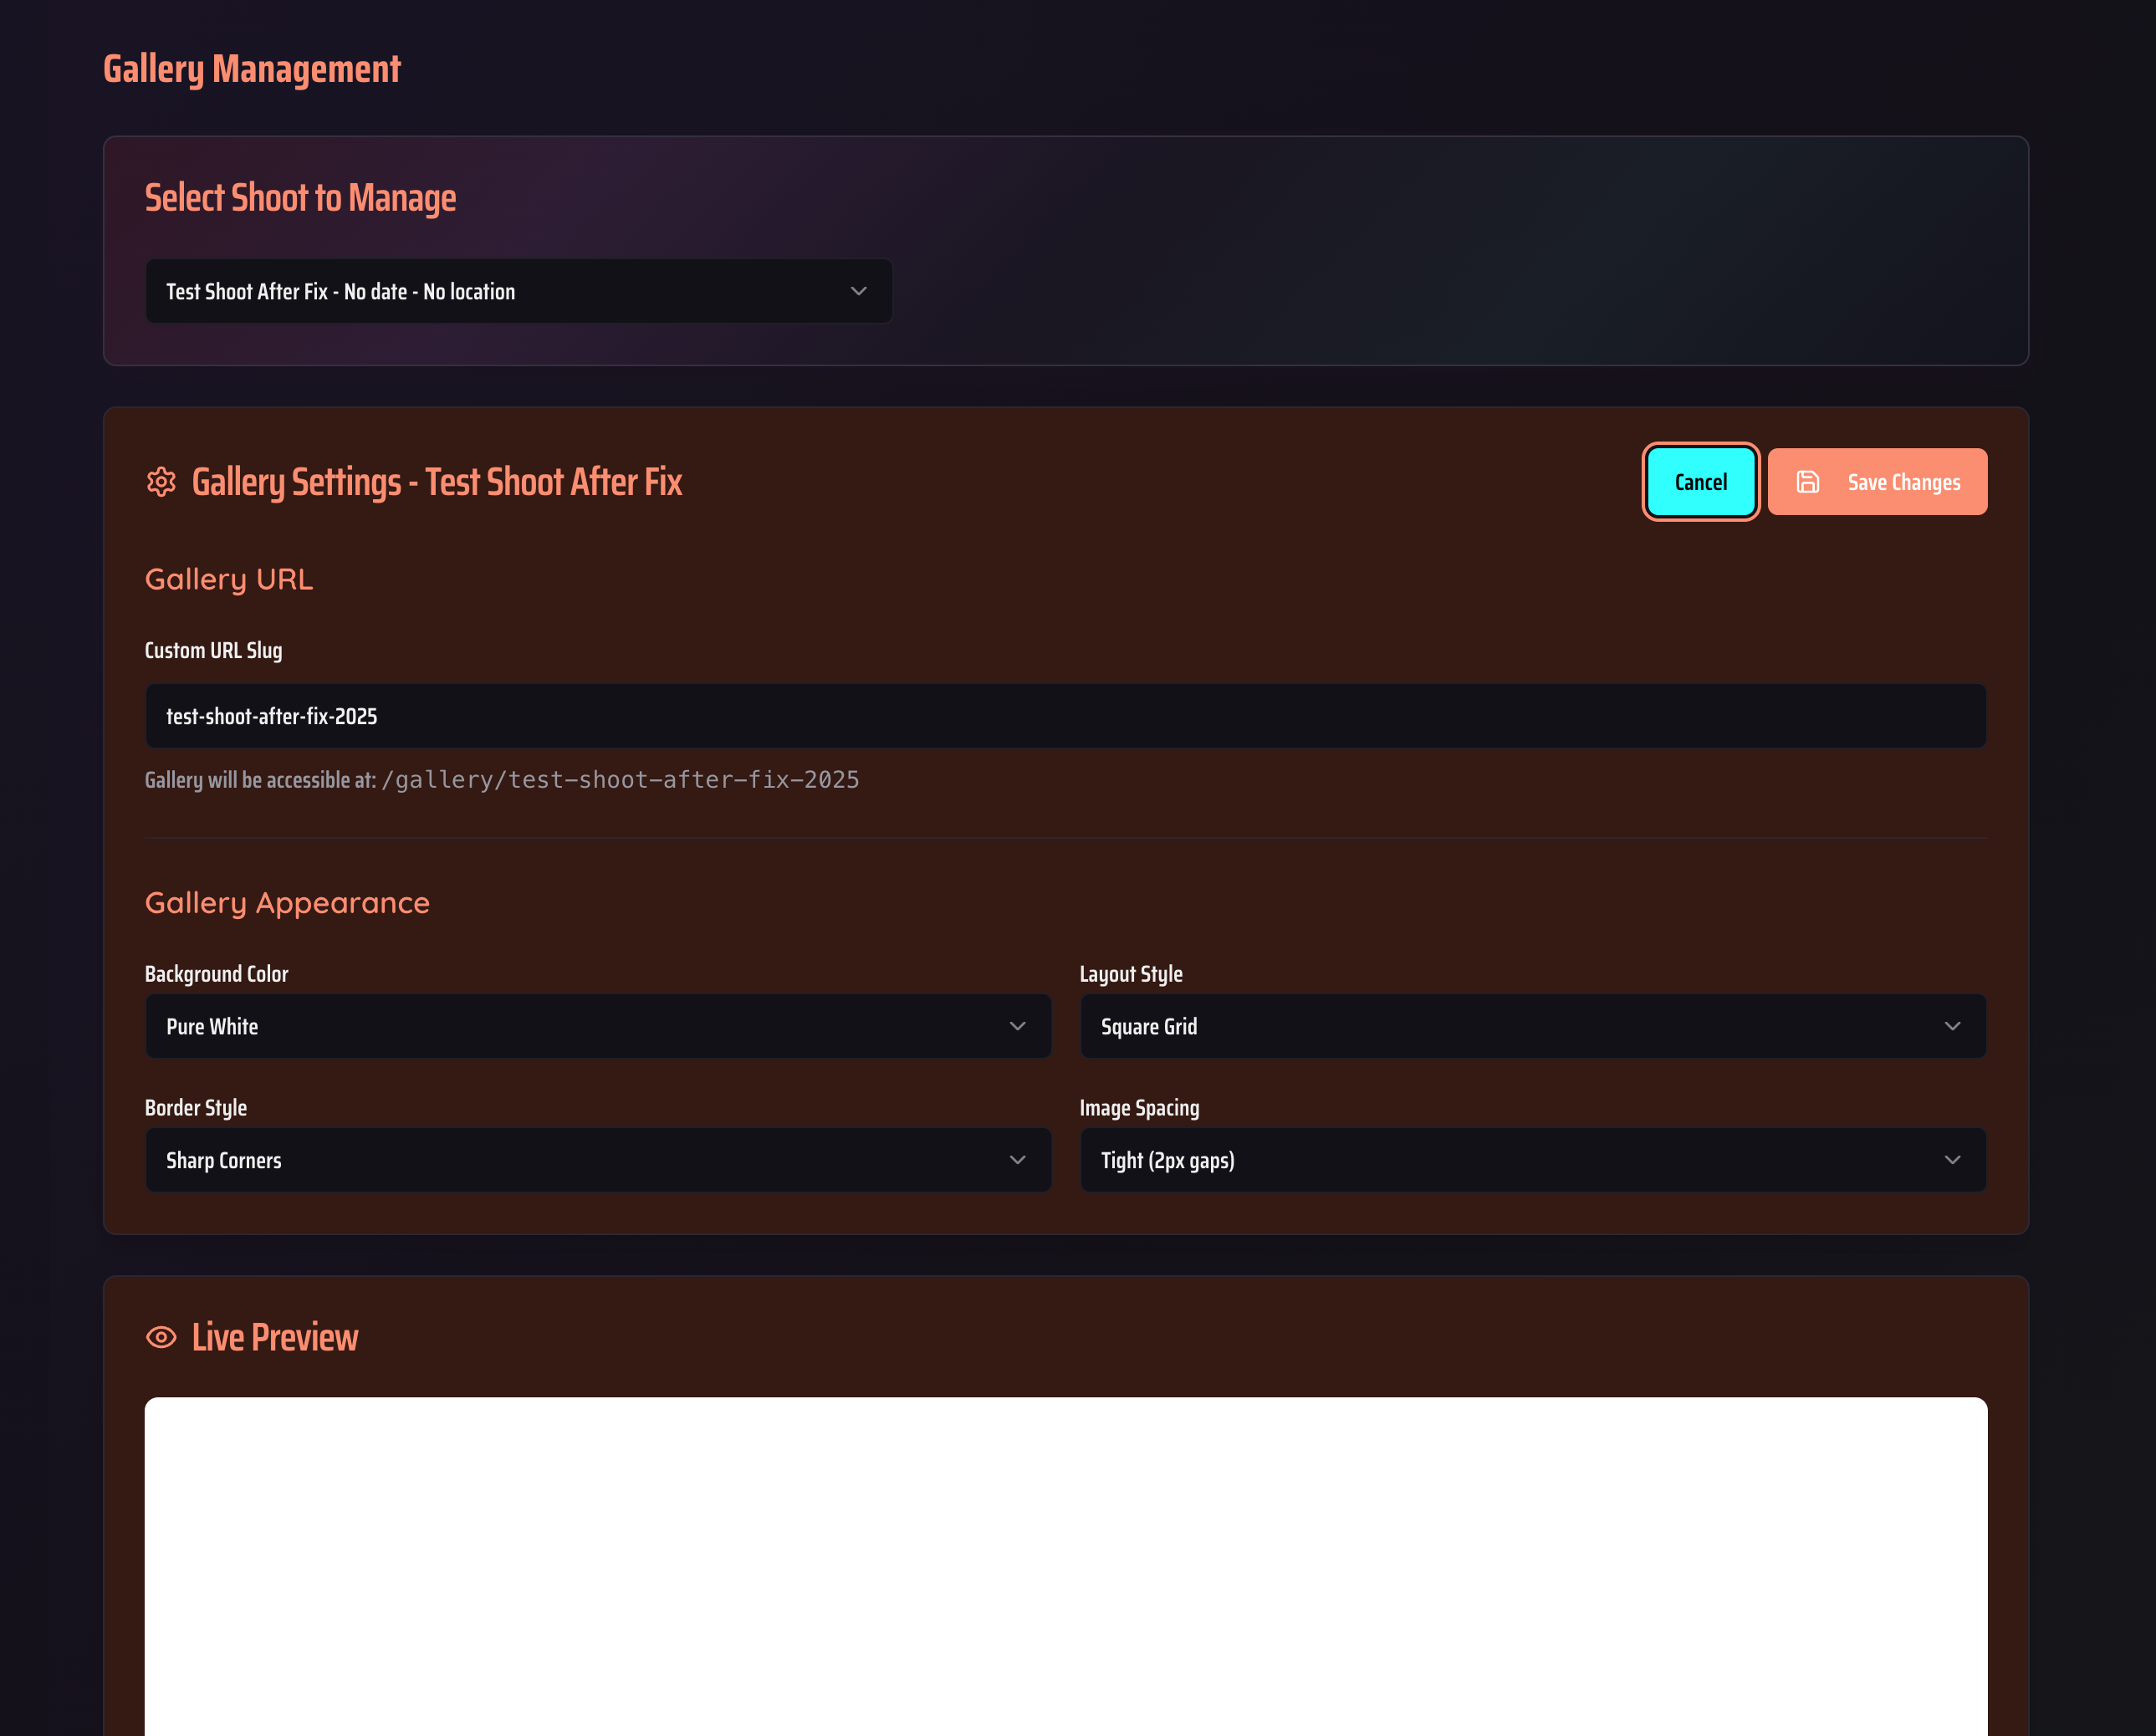 Gallery Management
Select Shoot to Manage
Test Shoot After Fix - No date - No location
Gallery Settings - Test Shoot After Fix
Cancel
Save Changes
Gallery URL
Custom URL Slug
test-shoot-after-fix-2025
Gallery will be accessible at: /gallery/test-shoot-after-fix-2025
Gallery Appearance
Background Color
Layout Style
Pure White
Square Grid
Border Style
Image Spacing
Sharp Corners
Tight (2px gaps)
Live Preview